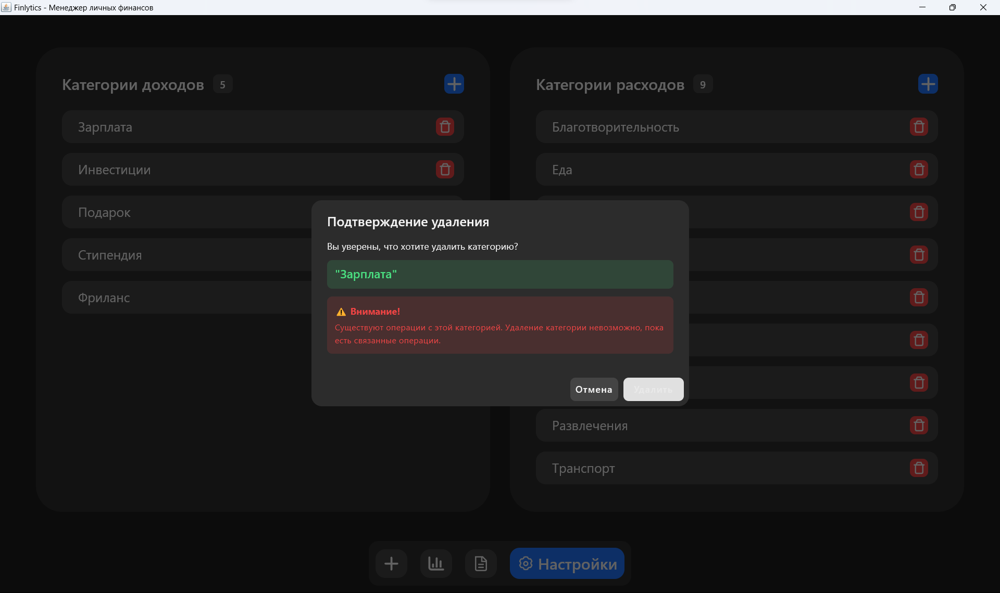 Finlytics - Менеджер личных финансов
Категории доходов 5
Зарплата
Инвестиции
Подарок
Стипендия
Фриланс
Категории расходов 9
Благотворительность
Еда
Развлечения
Транспорт
Подтверждение удаления
Вы уверены, что хотите удалить категорию?
"Зарплата"
Внимание!
Существуют операции с этой категорией. Удаление категории невозможно, пока
есть связанные операции.
Отмена
Удалить
Настройки